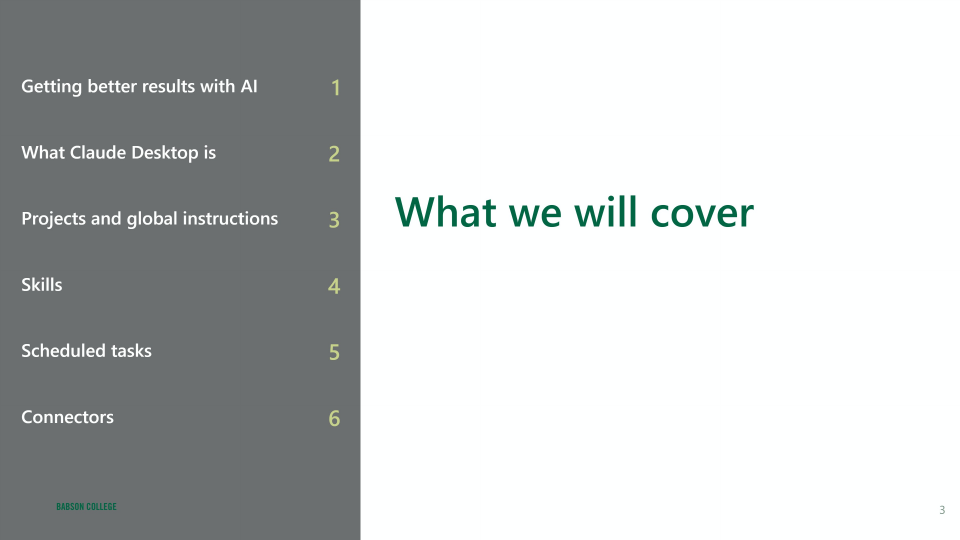 Getting better results with AI 1
What Claude Desktop is 2
Projects and global instructions 3
Skills 4
Scheduled tasks 5
Connectors 6
BABSON COLLEGE
What we will cover
3